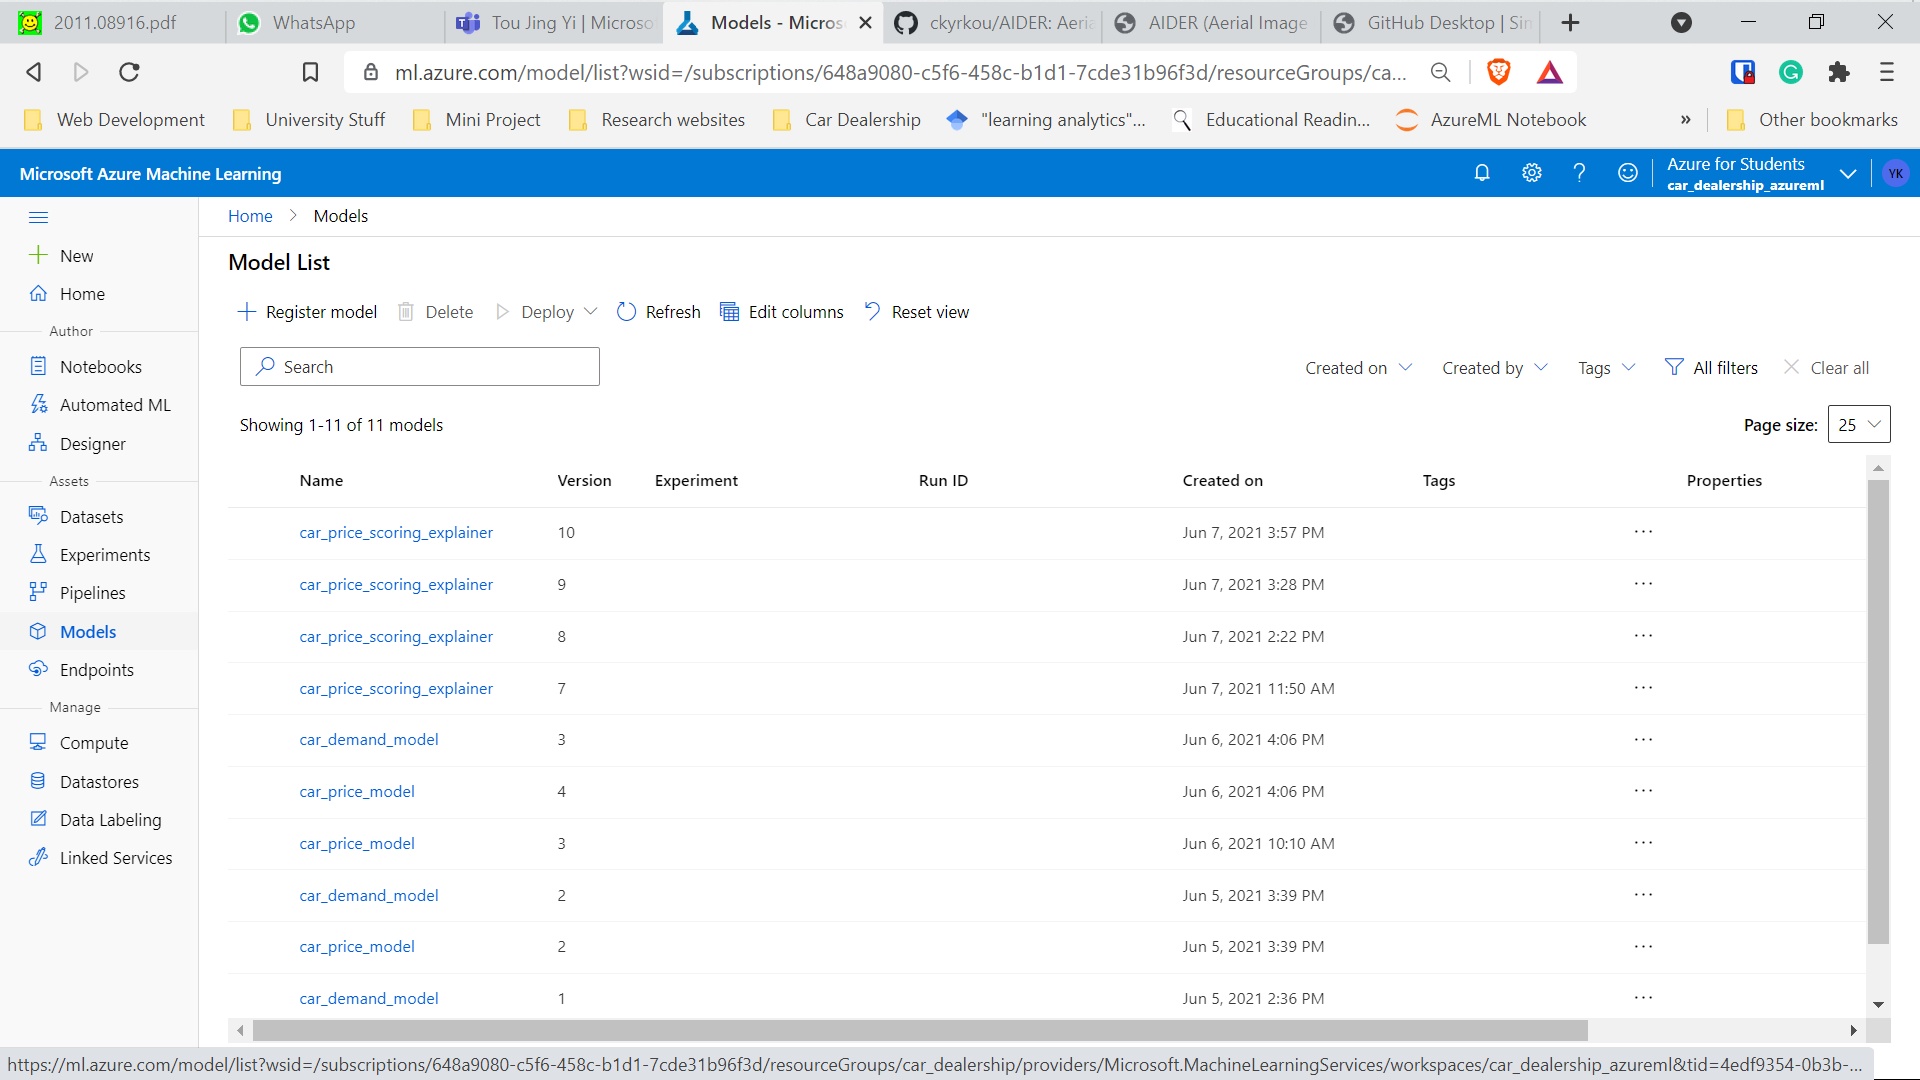 2011.08916.pdf
WhatsApp
Tou Jing Yi | Microso
Models - Micros
ckyrkou/AIDER: Aeria
AIDER (Aerial Image
GitHub Desktop | Sim
ml.azure.com/model/list?wsid=/subscriptions/648a9080-c5f6-458c-b1d1-7cde31b96f3d/resourceGroups/ca...
Web Development
University Stuff
Mini Project
Research websites
Car Dealership
"learning analytics"...
Educational Readin...
AzureML Notebook
»
Other bookmarks
Microsoft Azure Machine Learning
Azure for Students
car_dealership_azureml
YK
Home > Models
New
Home
Author
Notebooks
Automated ML
Designer
Assets
Datasets
Experiments
Pipelines
Models
Endpoints
Manage
Compute
Datastores
Data Labeling
Linked Services
Model List
Register model Delete Deploy Refresh Edit columns Reset view
Search
Created on Created by Tags All filters Clear all
Showing 1-11 of 11 models
Page size: 25
Name Version Experiment Run ID Created on Tags Properties
car_price_scoring_explainer 10 Jun 7, 2021 3:57 PM ...
car_price_scoring_explainer 9 Jun 7, 2021 3:28 PM ...
car_price_scoring_explainer 8 Jun 7, 2021 2:22 PM ...
car_price_scoring_explainer 7 Jun 7, 2021 11:50 AM ...
car_demand_model 3 Jun 6, 2021 4:06 PM ...
car_price_model 4 Jun 6, 2021 4:06 PM ...
car_price_model 3 Jun 6, 2021 10:10 AM ...
car_demand_model 2 Jun 5, 2021 3:39 PM ...
car_price_model 2 Jun 5, 2021 3:39 PM ...
car_demand_model 1 Jun 5, 2021 2:36 PM ...
https://ml.azure.com/model/list?wsid=/subscriptions/648a9080-c5f6-458c-b1d1-7cde31b96f3d/resourceGroups/car_dealership/providers/Microsoft.MachineLearningServices/workspaces/car_dealership_azureml&tid=4edf9354-0b3b-...